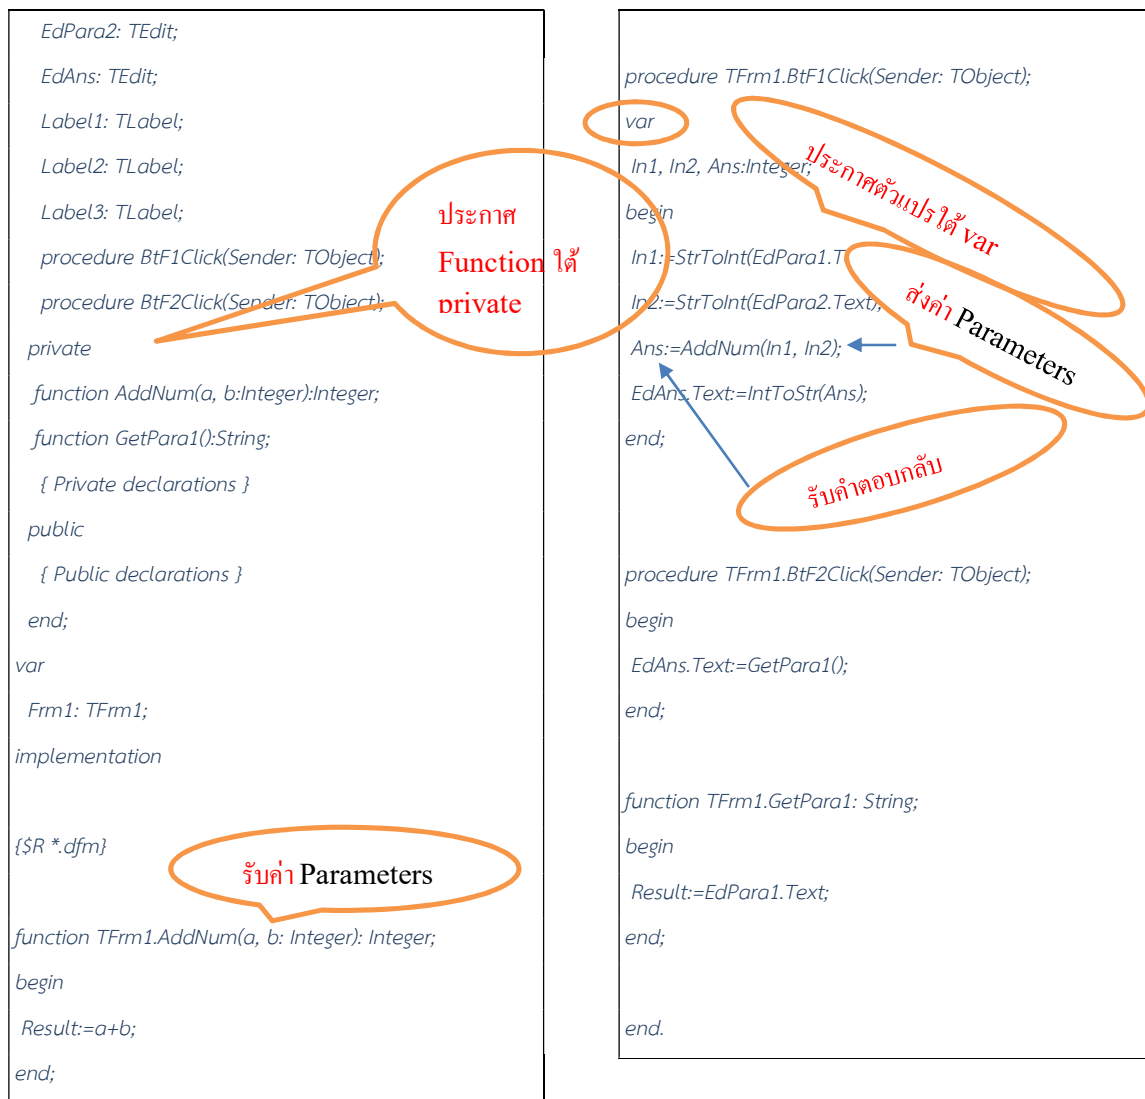 EdPara2: TEdit;
EdAns: TEdit;
Label1: TLabel;
Label2: TLabel;
Label3: TLabel;
procedure BtF1Click(Sender: TObject);
procedure BtF2Click(Sender: TObject);
private
function AddNum(a, b:Integer):Integer;
function GetPara1():String;
{ Private declarations }
public
{ Public declarations }
end;
var
Frm1: TFrm1;
implementation
{$R *.dfm}
function TFrm1.AddNum(a, b: Integer): Integer;
begin
Result:=a+b;
end;
ประกาศ
Function ใต้
private
รับค่า Parameters
procedure TFrm1.BtF1Click(Sender: TObject);
var
In1, In2, Ans:Integer;
begin
In1:=StrToInt(EdPara1.T
In2:=StrToInt(EdPara2.Text);
Ans:=AddNum(In1, In2);
EdAns.Text:=IntToStr(Ans);
end;
procedure TFrm1.BtF2Click(Sender: TObject);
begin
EdAns.Text:=GetPara1();
end;
function TFrm1.GetPara1: String;
begin
Result:=EdPara1.Text;
end;
end.
ประกาศตัวแปรใต้ var
ส่งค่า Parameters
รับคำตอบกลับ